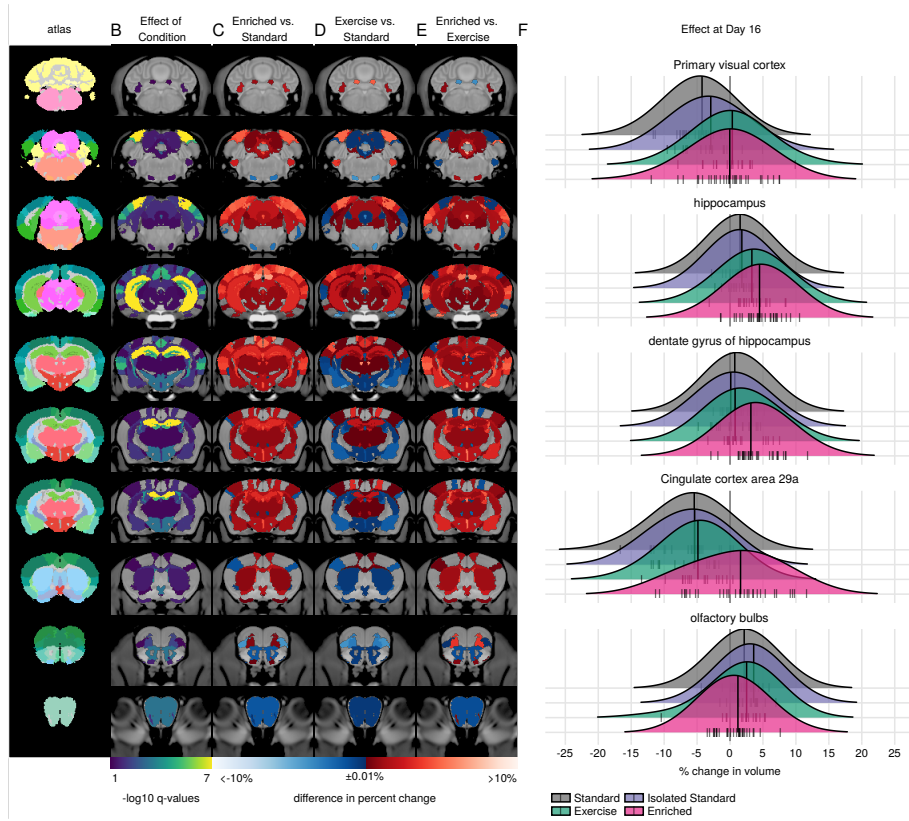 atlas
B Effect of Condition
C Enriched vs. Standard
D Exercise vs. Standard
E Enriched vs. Exercise
F
Effect at Day 16
Primary visual cortex
hippocampus
dentate gyrus of hippocampus
Cingulate cortex area 29a
olfactory bulbs
-25 -20 -15 -10 -5 0 5 10 15 20 25
% change in volume
1 7
<-10% ±0.01% >10%
-log10 q-values
difference in percent change
Standard Isolated Standard
Exercise Enriched